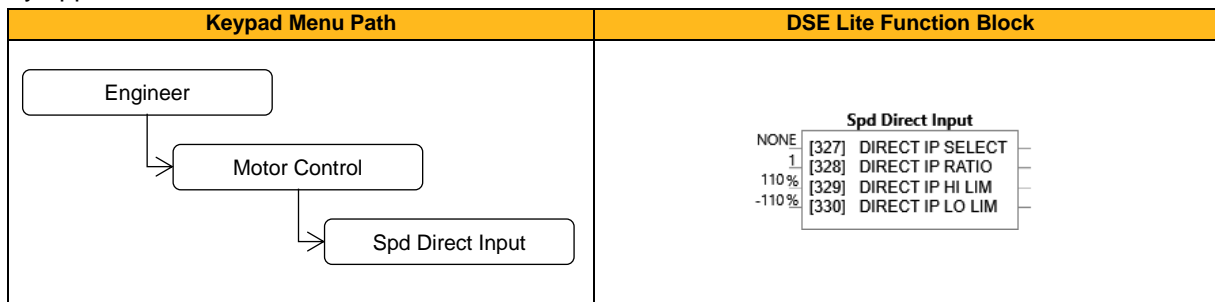 Keypad Menu Path
DSE Lite Function Block
Engineer
Motor Control
Spd Direct Input
Spd Direct Input
NONE [327] DIRECT IP SELECT
1 [328] DIRECT IP RATIO
110 % [329] DIRECT IP HI LIM
-110 % [330] DIRECT IP LO LIM